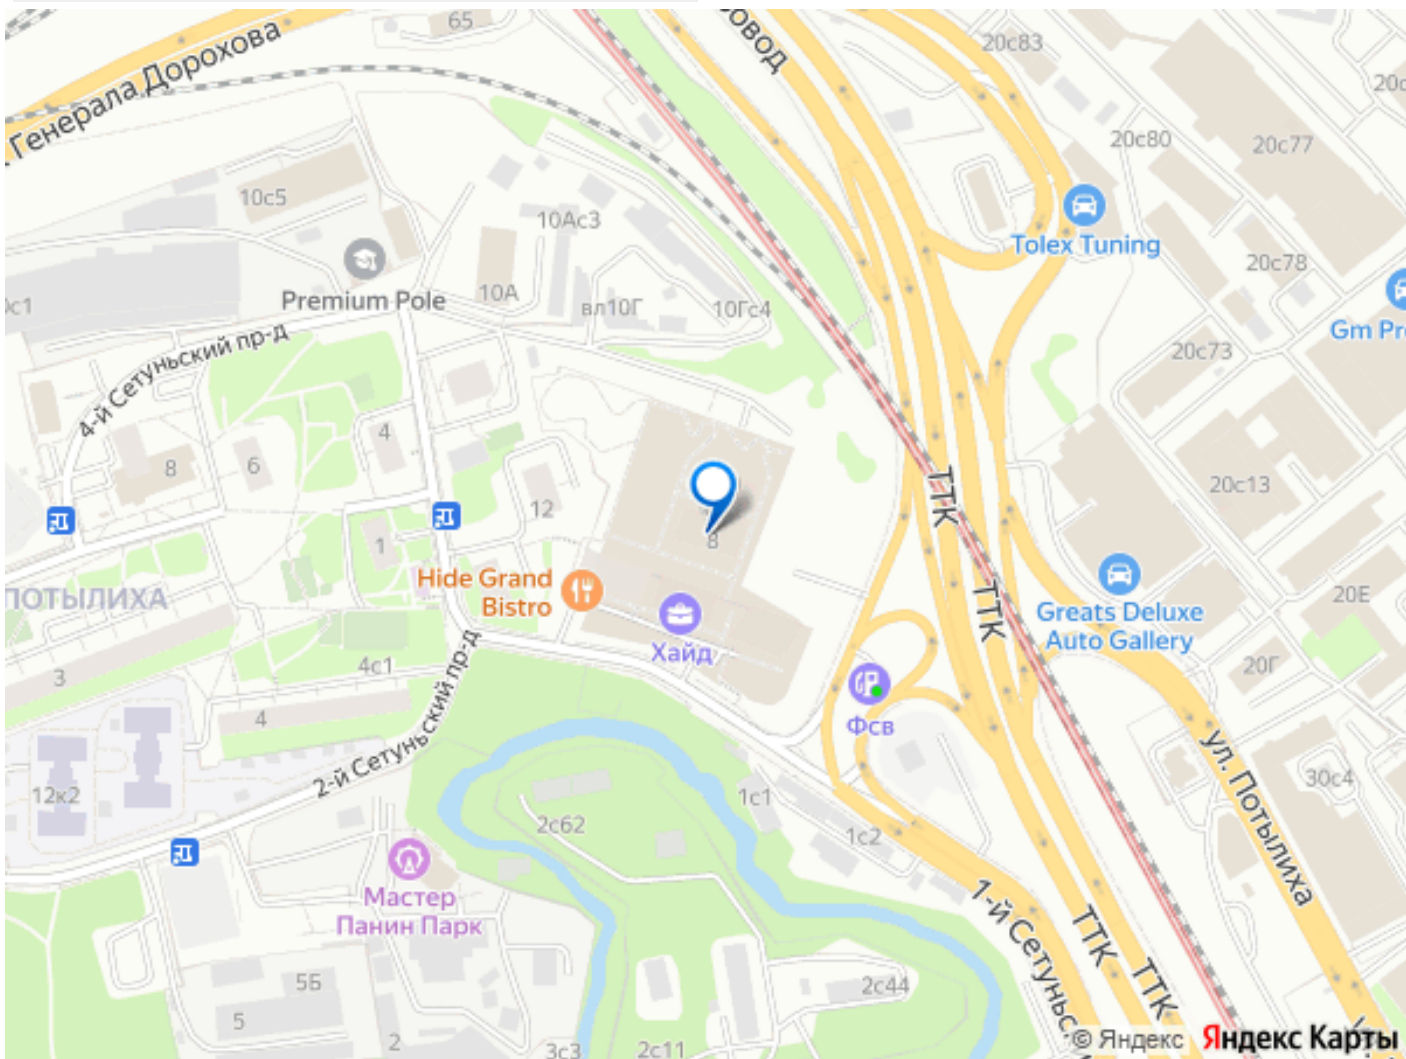 65
Генерала Дорохова
20с83
10с5
20с80
20с77
10Ас3
Tolex Tuning
Premium Pole
10А
вл10Г
10Гс4
20с78
Gm Pr
20с73
4-й Сетуньский пр-д
4
8
6
12
20с13
ТТК
8
1
Hide Grand
Bistro
ТТК
Greats Deluxe
Auto Gallery
20Е
ПОТЫЛИХА
Хайд
4с1
3
20Г
Фсв
4
2-й Сетуньский пр-д
ул. Потылиха
12к2
30с4
1с1
2с62
1с2
Мастер
Панин Парк
1-й Сетуньс
ТТК
ТТК
5Б
2с44
5
2
3с3
2с11
© Яндекс Яндекс Карты